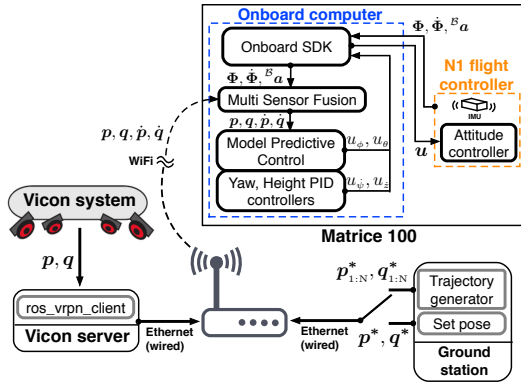 Onboard computer
Onboard SDK
Φ, Φ̇, ᴮa
Φ, Φ̇, ᴮa
N1 flight
controller
IMU
Attitude
controller
u
Multi Sensor Fusion
p, q, ṗ, q̇
Model Predictive
Control
u_ϕ, u_θ
Yaw, Height PID
controllers
u_ψ̇, u_ż
Matrice 100
p, q, ṗ, q̇
WiFi
Vicon system
p, q
ros_vrpn_client
Vicon server
Ethernet
(wired)
Ethernet
(wired)
p*₁:N, q*₁:N
p*, q*
Trajectory
generator
Set pose
Ground
station